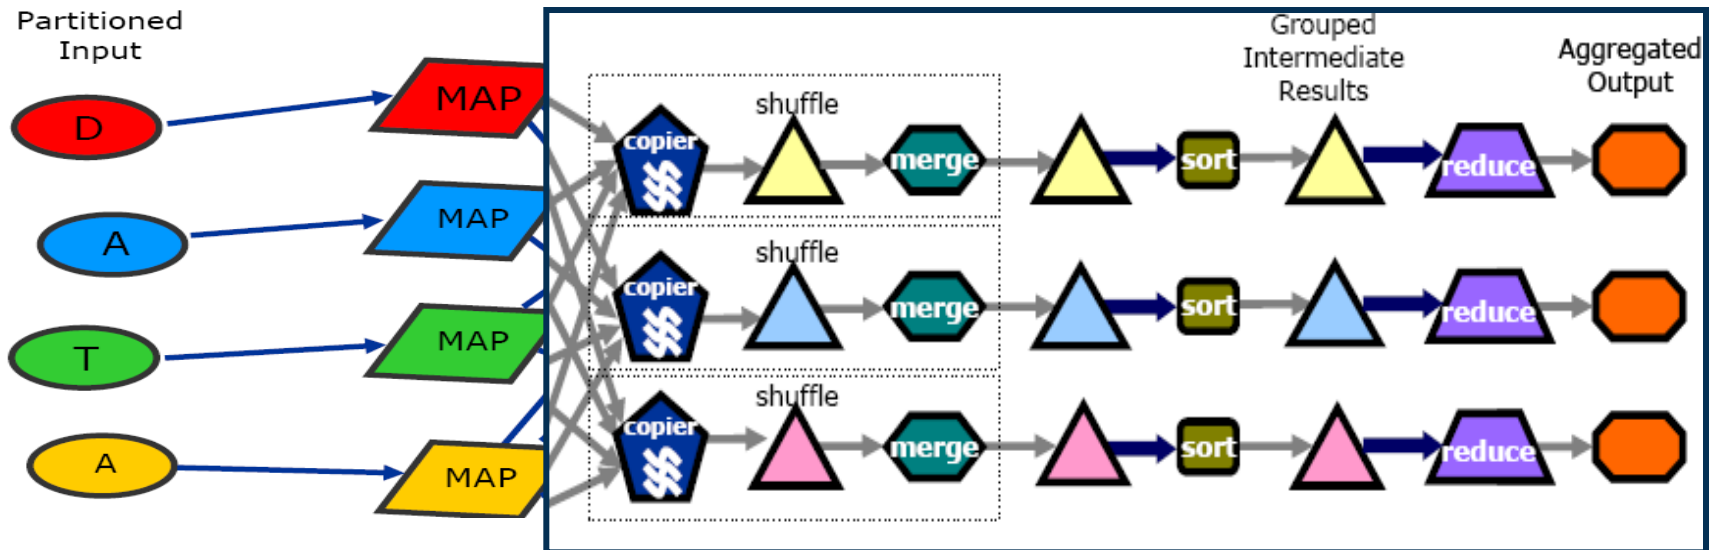 Partitioned
Input
D
A
T
A
MAP
MAP
MAP
MAP
Grouped
Intermediate
Results
Aggregated
Output
copier
shuffle
merge
sort
reduce
copier
shuffle
merge
sort
reduce
copier
shuffle
merge
sort
reduce